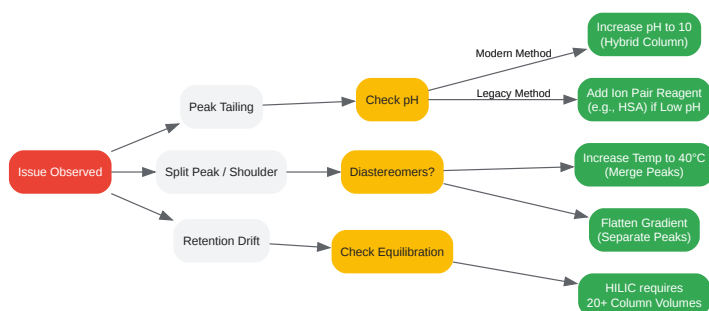 Issue Observed
Peak Tailing
Split Peak / Shoulder
Retention Drift
Check pH
Diastereomers?
Check Equilibration
Modern Method
Legacy Method
Increase pH to 10
(Hybrid Column)
Add Ion Pair Reagent
(e.g., HSA) if Low pH
Increase Temp to 40°C
(Merge Peaks)
Flatten Gradient
(Separate Peaks)
HILIC requires
20+ Column Volumes